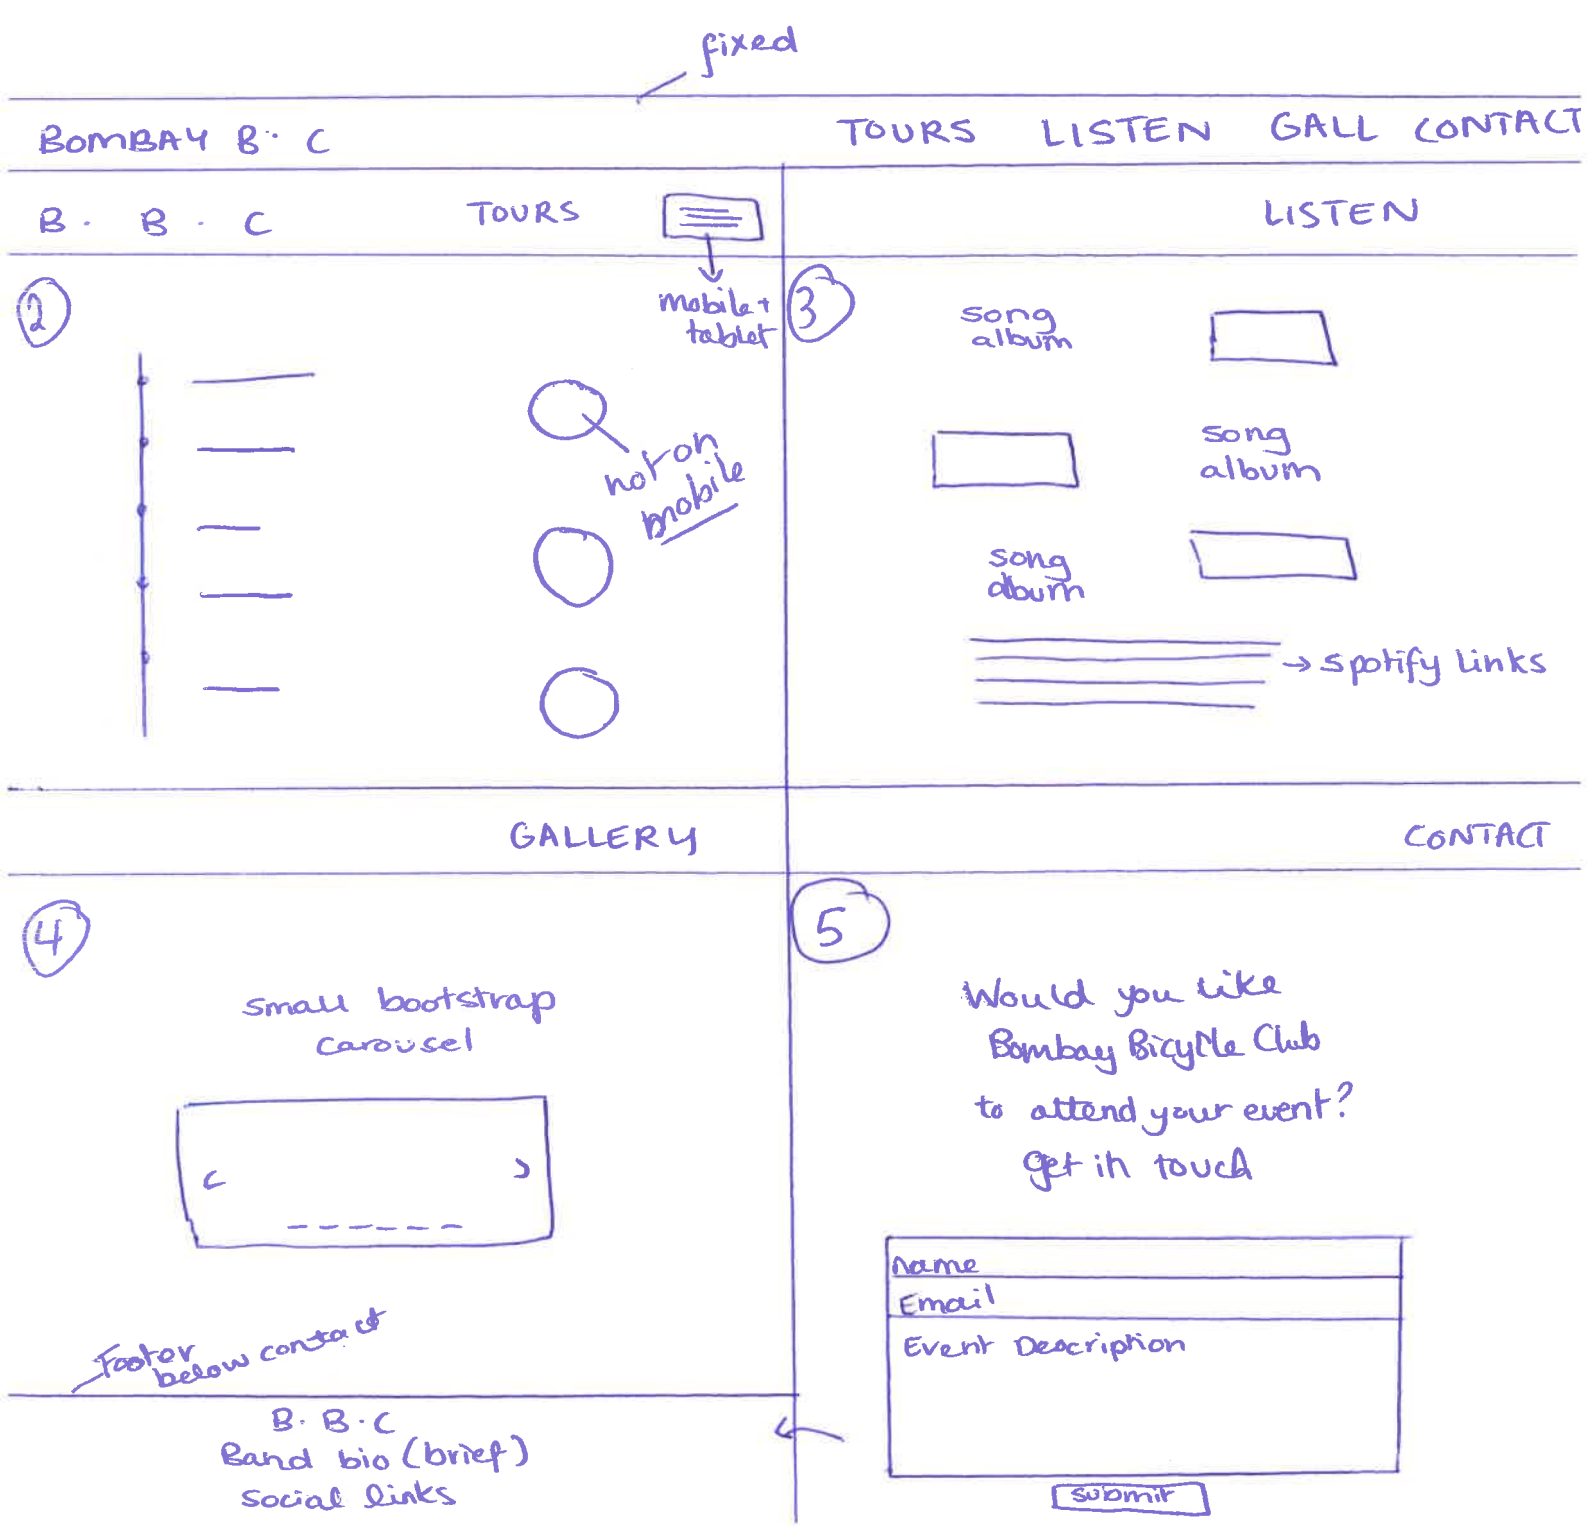 fixed
BOMBAY B. C
TOURS LISTEN GALL CONTACT
B. B. C
TOURS
LISTEN
2
mobile +
tablet
not on
mobile
3
song
album
song
album
song
album
→ spotify links
GALLERY
CONTACT
4
small bootstrap
carousel
< >
Footer
below contact
B. B. C
Band bio (brief)
social links
5
Would you like
Bombay Bicycle Club
to attend your event?
Get in touch
name
Email
Event Description
submit